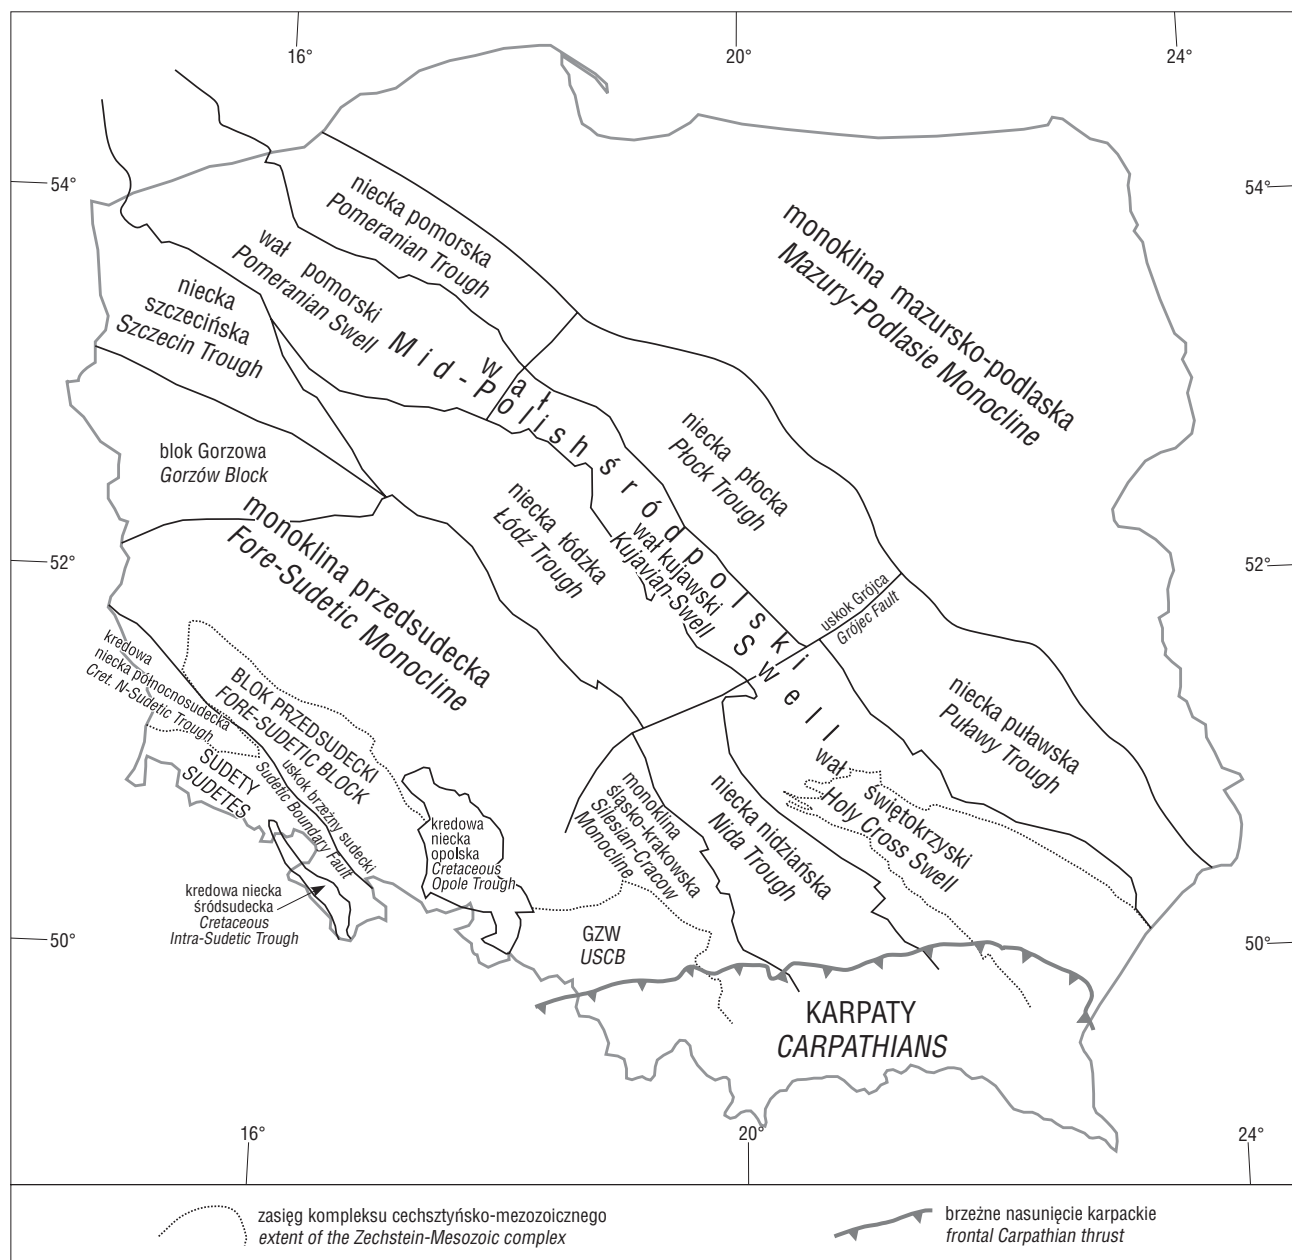 16°
20°
24°
54°
54°
niecka pomorska
Pomeranian Trough
monoklina mazursko-podlaska
Mazury-Podlasie Monocline
wał pomorski
Pomeranian Swell
niecka
szczecińska
Szczecin Trough
wał śródpolski
Mid-Polish Swell
niecka płocka
Płock Trough
blok Gorzowa
Gorzów Block
niecka łódzka
Łódź Trough
monoklina przedsudecka
Fore-Sudetic Monocline
wał kujawski
Kujavian-Swell
52°
52°
uskok Grójca
Grójec Fault
kredowa
niecka północnosudecka
Cret. N-Sudetic Trough
BLOK PRZEDSUDECKI
FORE-SUDETIC BLOCK
niecka puławska
Puławy Trough
SUDETY
SUDETES
uskok brzeżny sudecki
Sudetic Boundary Fault
wał
świętokrzyski
Holy Cross Swell
monoklina
śląsko-krakowska
Silesian-Cracow
Monocline
niecka nidziańska
Nida Trough
kredowa
niecka
opolska
Cretaceous
Opole Trough
kredowa niecka
śródsudecka
Cretaceous
Intra-Sudetic Trough
50°
50°
GZW
USCB
KARPATY
CARPATHIANS
16°
20°
24°
zasięg kompleksu cechsztyńsko-mezozoicznego
extent of the Zechstein-Mesozoic complex
brzeżne nasunięcie karpackie
frontal Carpathian thrust